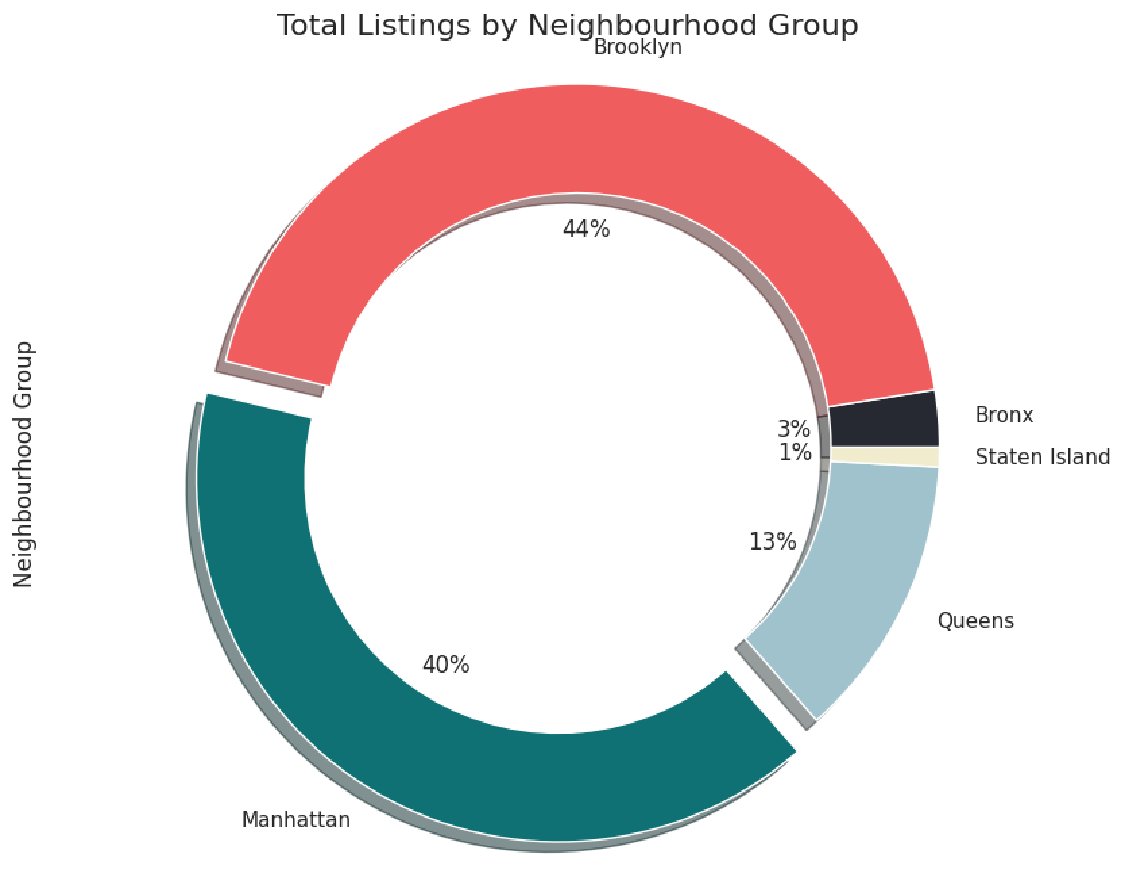 Total Listings by Neighbourhood Group
Brooklyn
44%
Bronx
3%
Staten Island
1%
13%
Queens
40%
Manhattan
Neighbourhood Group